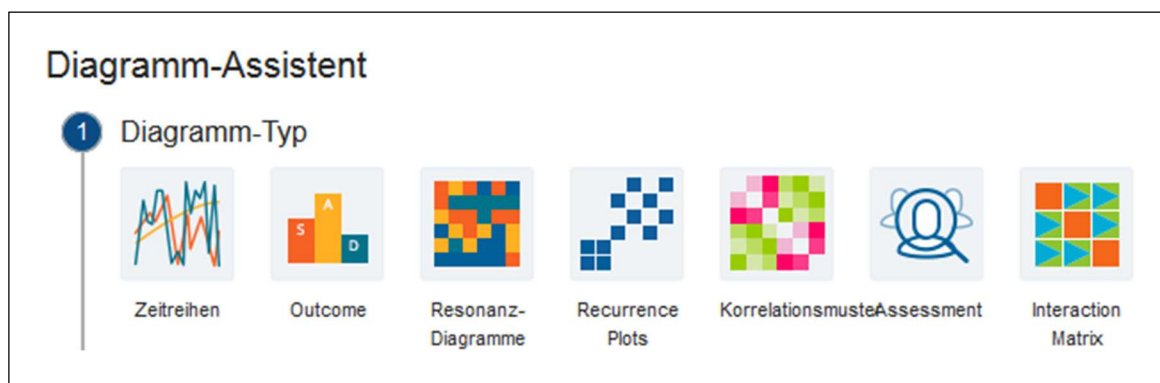 Diagramm-Assistent
1 Diagramm-Typ
S A D
Zeitreihen Outcome Resonanz- Recurrence KorrelationsmusteAssessment Interaction
Diagramme Plots Matrix